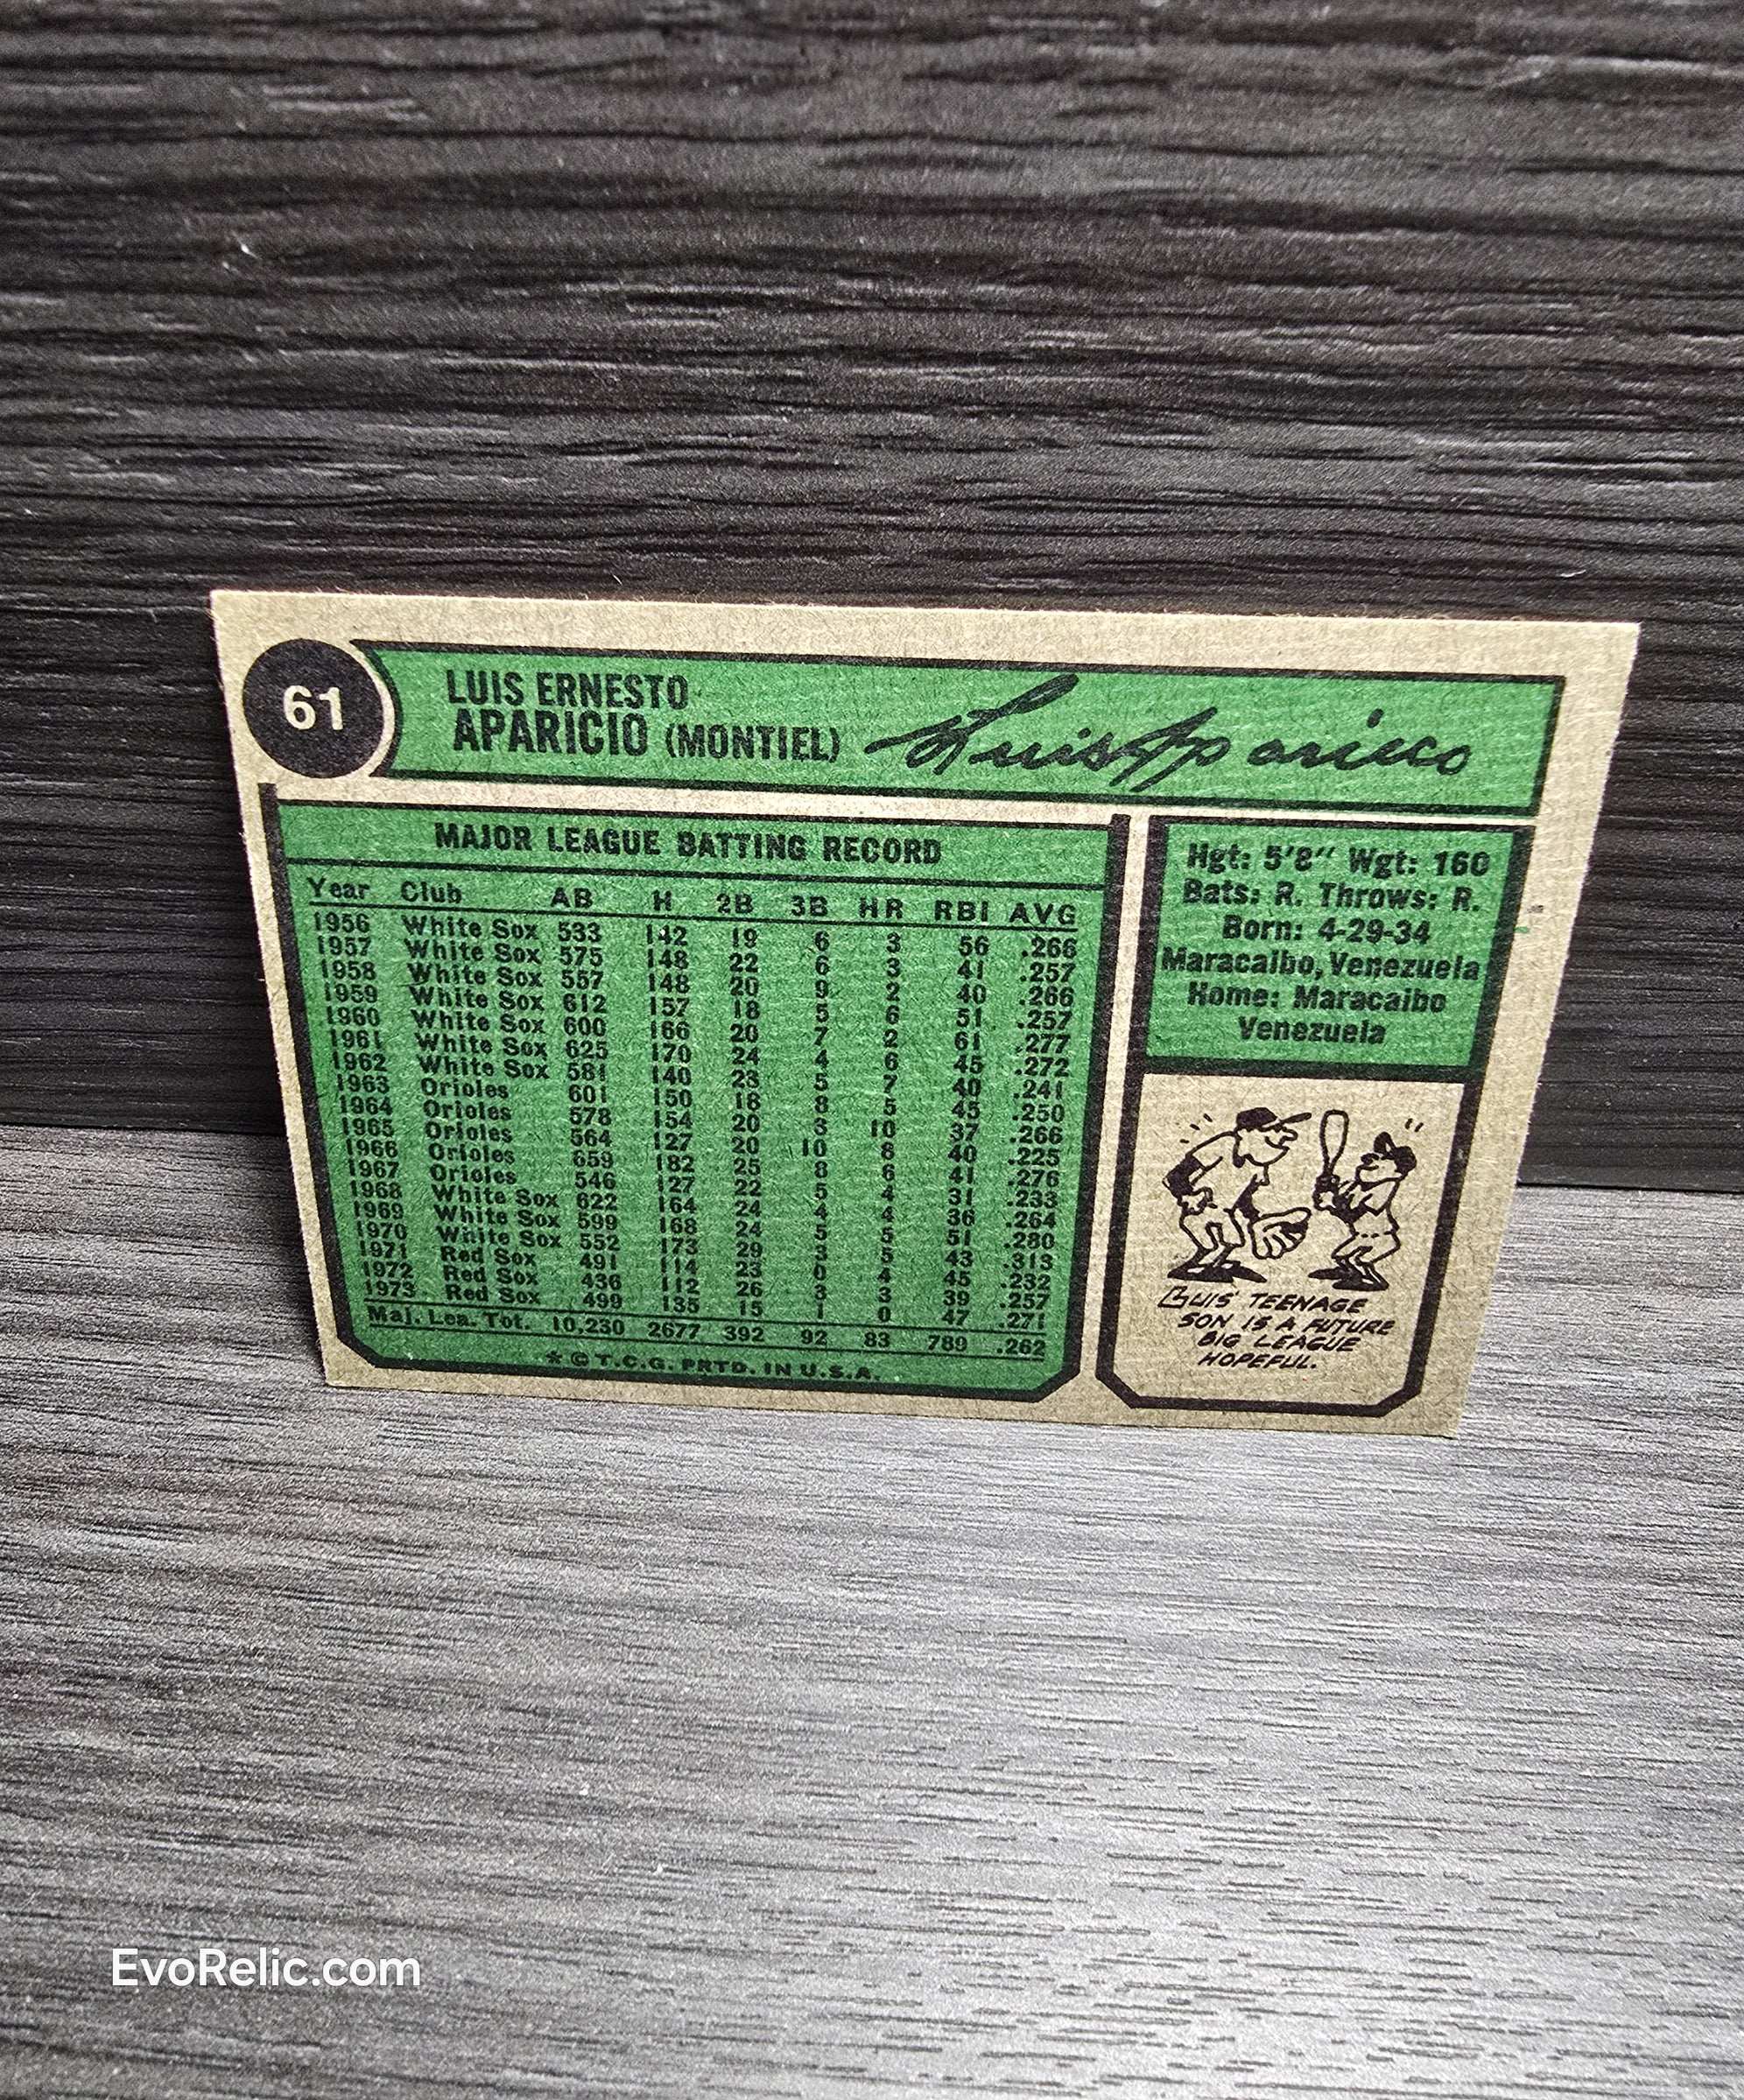 61
LUIS ERNESTO
APARICIO (MONTIEL)
Luis Aparicio
MAJOR LEAGUE BATTING RECORD
Year Club AB H 2B 3B HR RBI AVG
1956 White Sox 533 142 19 6 3 56 .266
1957 White Sox 575 148 22 6 3 41 .257
1958 White Sox 557 148 20 9 2 40 .266
1959 White Sox 612 157 18 5 6 51 .257
1960 White Sox 600 166 20 7 2 61 .277
1961 White Sox 625 170 24 4 6 45 .272
1962 White Sox 581 140 23 5 7 40 .241
1963 Orioles 601 150 18 8 5 45 .250
1964 Orioles 578 154 20 3 10 37 .266
1965 Orioles 564 127 20 10 8 40 .225
1966 Orioles 659 182 25 8 6 41 .276
1967 Orioles 546 127 22 5 4 31 .233
1968 White Sox 622 164 24 4 4 36 .264
1969 White Sox 599 168 24 5 5 51 .280
1970 White Sox 552 173 29 3 5 43 .313
1971 Red Sox 491 114 23 0 4 45 .232
1972 Red Sox 436 112 26 3 3 39 .257
1973 Red Sox 499 135 15 1 0 47 .271
Maj. Lea. Tot. 10,230 2677 392 92 83 789 .262
* © T.C.G. PRTD. IN U.S.A.
Hgt: 5'8" Wgt: 160
Bats: R. Throws: R.
Born: 4-29-34
Maracaibo, Venezuela
Home: Maracaibo
Venezuela
LUIS' TEENAGE
SON IS A FUTURE
BIG LEAGUE
HOPEFUL.
EvoRelic.com